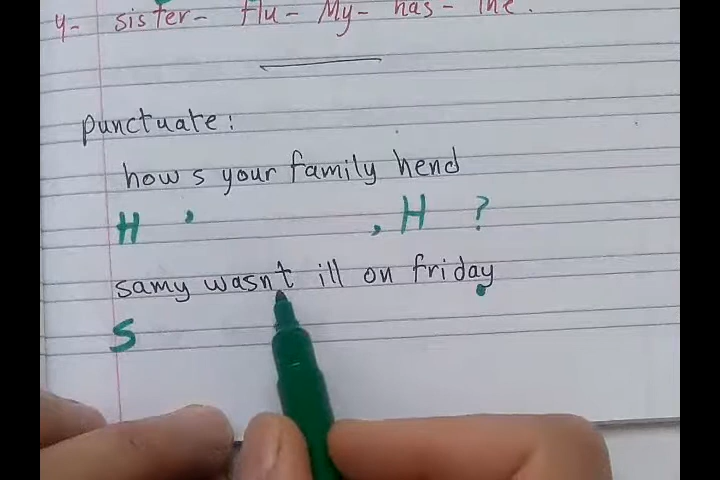 4- sister- flu- My- has- the.
punctuate:
how s your family hend
H ' , H ?
samy wasnt ill on friday
.
S